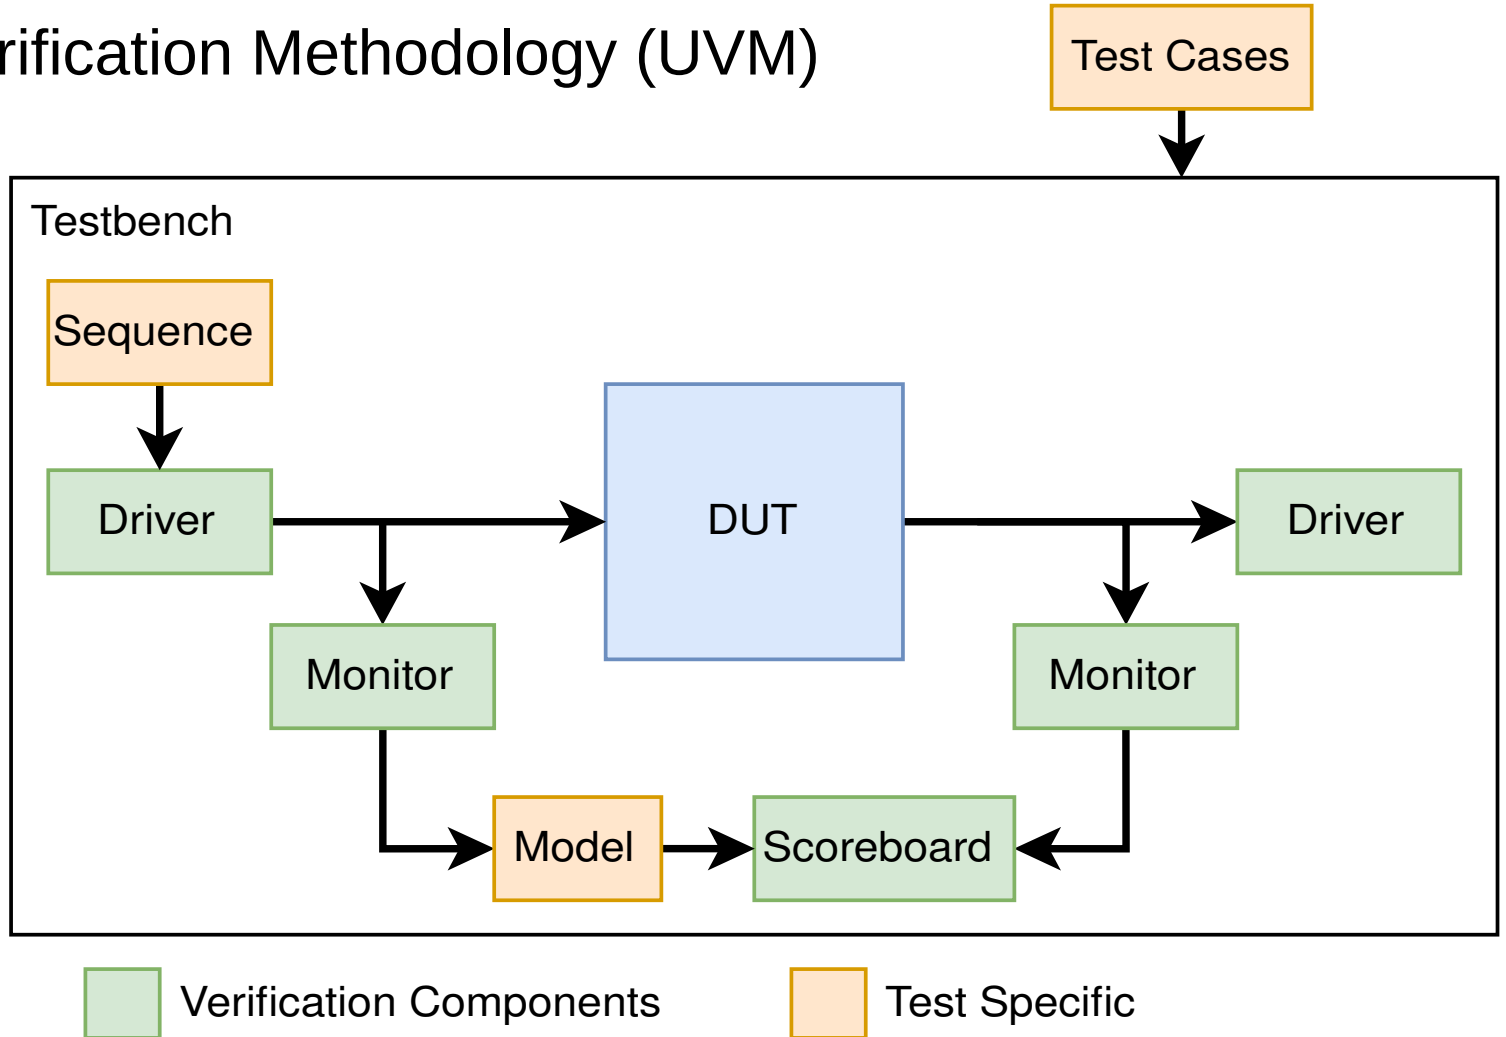 rification Methodology (UVM)
Test Cases
Testbench
Sequence
Driver
DUT
Driver
Monitor
Monitor
Model
Scoreboard
Verification Components
Test Specific